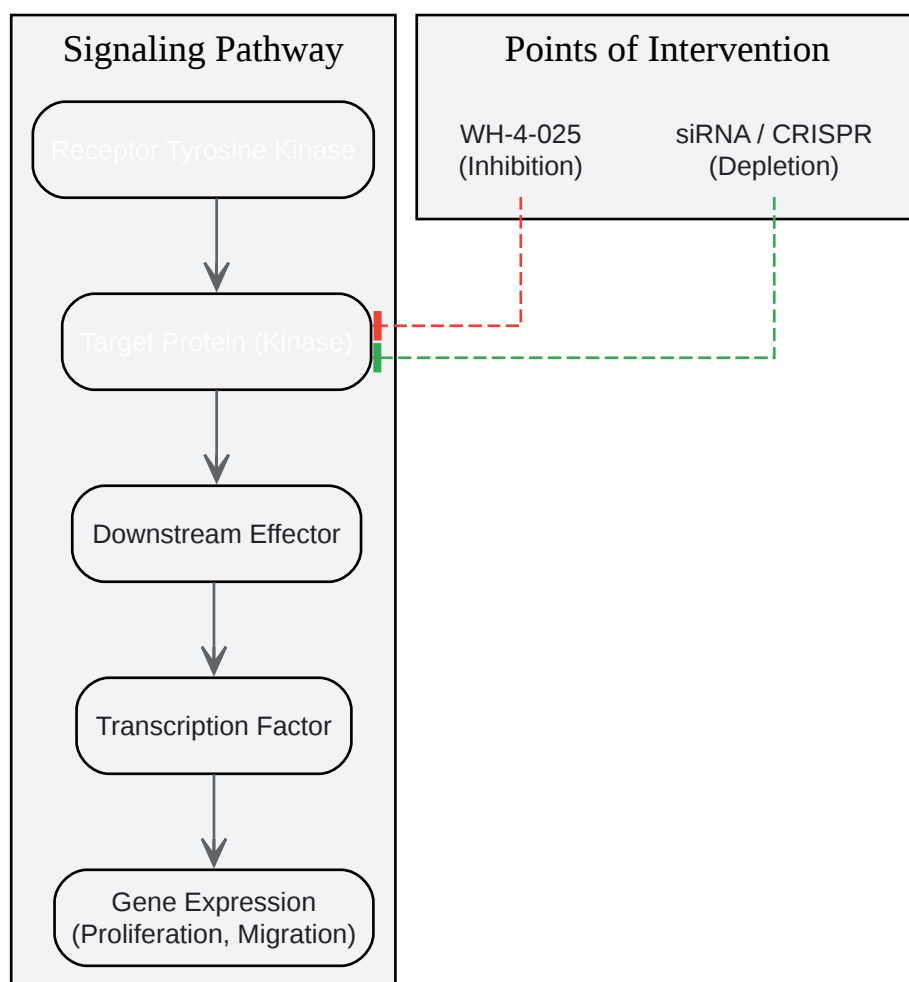 Signaling Pathway
Points of Intervention
Receptor Tyrosine Kinase
WH-4-025
(Inhibition)
siRNA / CRISPR
(Depletion)
Target Protein (Kinase)
Downstream Effector
Transcription Factor
Gene Expression
(Proliferation, Migration)